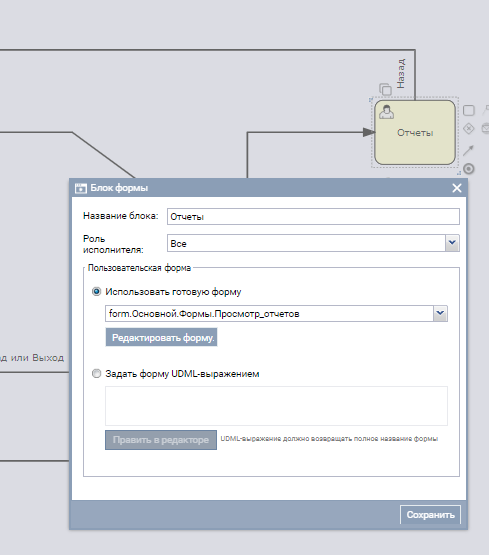 Назад
Отчеты
Блок формы
Название блока:
Отчеты
Роль
исполнителя:
Все
Пользовательская форма
Использовать готовую форму
form.Основной.Формы.Просмотр_отчетов
Редактировать форму.
ад или Выход
Задать форму UDML-выражением
Править в редакторе
UDML-выражение должно возвращать полное название формы
Сохранить